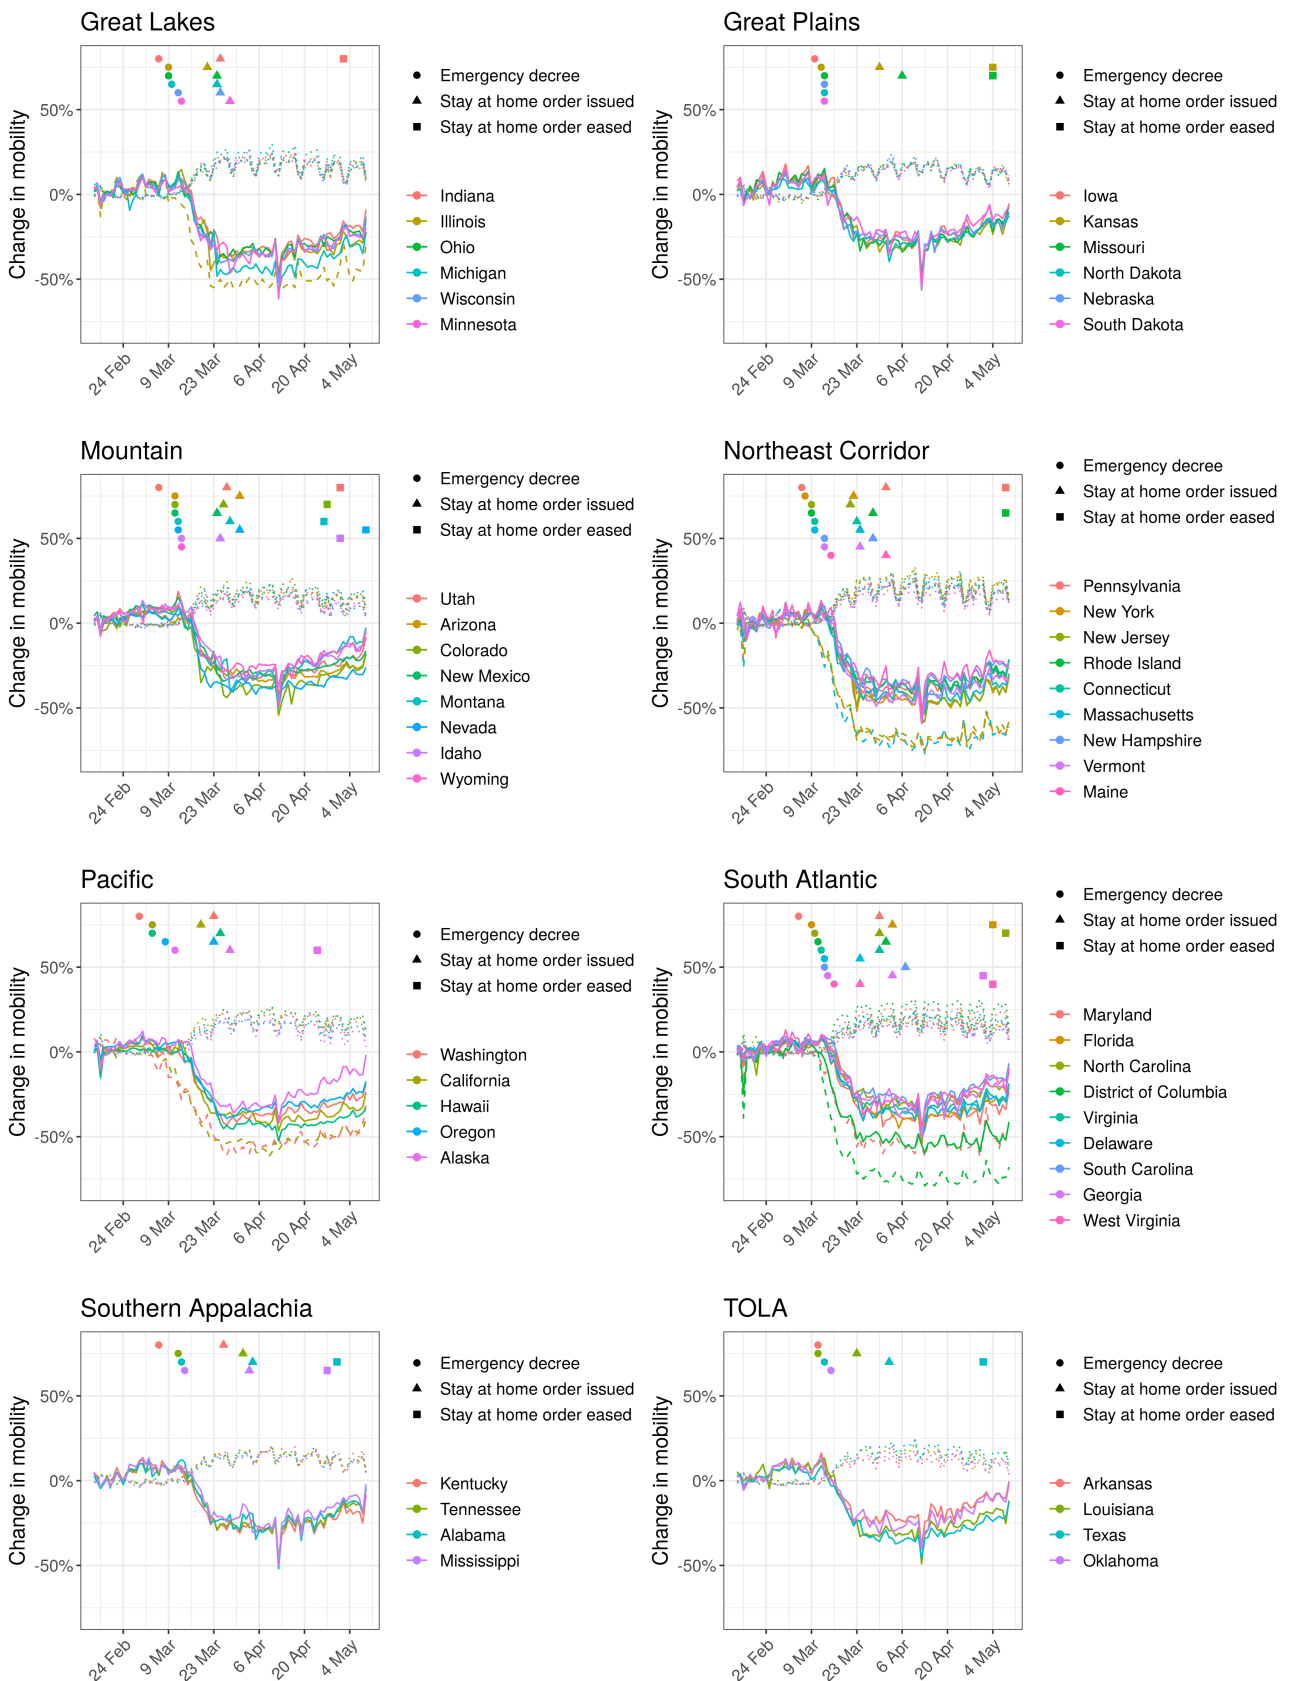 Great Lakes
Change in mobility
50%
0%
-50%
24 Feb
9 Mar
23 Mar
6 Apr
20 Apr
4 May
Emergency decree
Stay at home order issued
Stay at home order eased
Indiana
Illinois
Ohio
Michigan
Wisconsin
Minnesota
Great Plains
Change in mobility
50%
0%
-50%
24 Feb
9 Mar
23 Mar
6 Apr
20 Apr
4 May
Emergency decree
Stay at home order issued
Stay at home order eased
Iowa
Kansas
Missouri
North Dakota
Nebraska
South Dakota
Mountain
Change in mobility
50%
0%
-50%
24 Feb
9 Mar
23 Mar
6 Apr
20 Apr
4 May
Emergency decree
Stay at home order issued
Stay at home order eased
Utah
Arizona
Colorado
New Mexico
Montana
Nevada
Idaho
Wyoming
Northeast Corridor
Change in mobility
50%
0%
-50%
24 Feb
9 Mar
23 Mar
6 Apr
20 Apr
4 May
Emergency decree
Stay at home order issued
Stay at home order eased
Pennsylvania
New York
New Jersey
Rhode Island
Connecticut
Massachusetts
New Hampshire
Vermont
Maine
Pacific
Change in mobility
50%
0%
-50%
24 Feb
9 Mar
23 Mar
6 Apr
20 Apr
4 May
Emergency decree
Stay at home order issued
Stay at home order eased
Washington
California
Hawaii
Oregon
Alaska
South Atlantic
Change in mobility
50%
0%
-50%
24 Feb
9 Mar
23 Mar
6 Apr
20 Apr
4 May
Emergency decree
Stay at home order issued
Stay at home order eased
Maryland
Florida
North Carolina
District of Columbia
Virginia
Delaware
South Carolina
Georgia
West Virginia
Southern Appalachia
Change in mobility
50%
0%
-50%
24 Feb
9 Mar
23 Mar
6 Apr
20 Apr
4 May
Emergency decree
Stay at home order issued
Stay at home order eased
Kentucky
Tennessee
Alabama
Mississippi
TOLA
Change in mobility
50%
0%
-50%
24 Feb
9 Mar
23 Mar
6 Apr
20 Apr
4 May
Emergency decree
Stay at home order issued
Stay at home order eased
Arkansas
Louisiana
Texas
Oklahoma